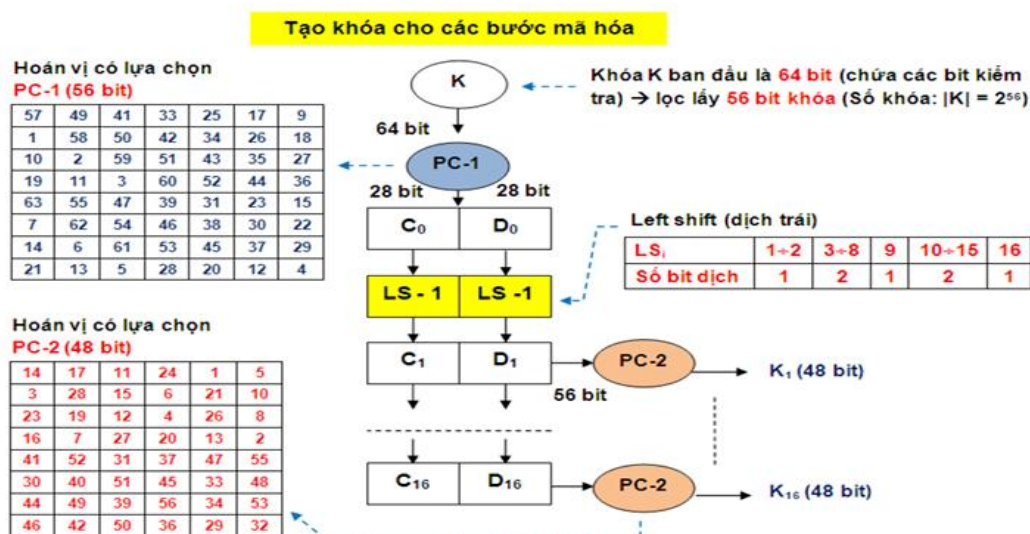 Tạo khóa cho các bước mã hóa
Hoán vị có lựa chọn
PC-1 (56 bit)
57 49 41 33 25 17 9
1 58 50 42 34 26 18
10 2 59 51 43 35 27
19 11 3 60 52 44 36
63 55 47 39 31 23 15
7 62 54 46 38 30 22
14 6 61 53 45 37 29
21 13 5 28 20 12 4
K
Khóa K ban đầu là 64 bit (chứa các bit kiểm
tra) → lọc lấy 56 bit khóa (Số khóa: |K| = 2⁵⁶)
64 bit
PC-1
28 bit 28 bit
C₀ D₀
Left shift (dịch trái)
LSᵢ 1÷2 3÷8 9 10÷15 16
Số bit dịch 1 2 1 2 1
LS - 1 LS -1
Hoán vị có lựa chọn
PC-2 (48 bit)
14 17 11 24 1 5
3 28 15 6 21 10
23 19 12 4 26 8
16 7 27 20 13 2
41 52 31 37 47 55
30 40 51 45 33 48
44 49 39 56 34 53
46 42 50 36 29 32
C₁ D₁
PC-2
K₁ (48 bit)
56 bit
C₁₆ D₁₆
PC-2
K₁₆ (48 bit)